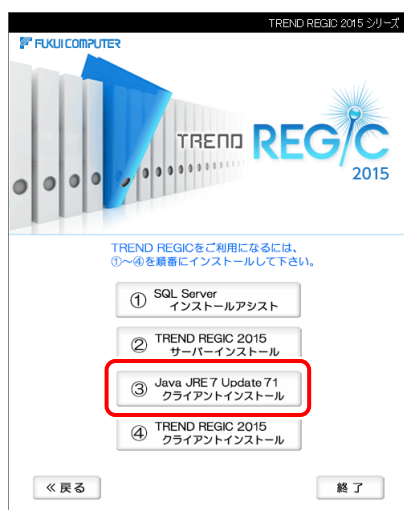 TREND REGIC 2015 シリーズ
FUKUI COMPUTER
TREND REGIC
2015
TREND REGICをご利用になるには、
①～④を順番にインストールして下さい。
① SQL Server
インストールアシスト
② TREND REGIC 2015
サーバーインストール
③ Java JRE 7 Update 71
クライアントインストール
④ TREND REGIC 2015
クライアントインストール
≪戻る
終了